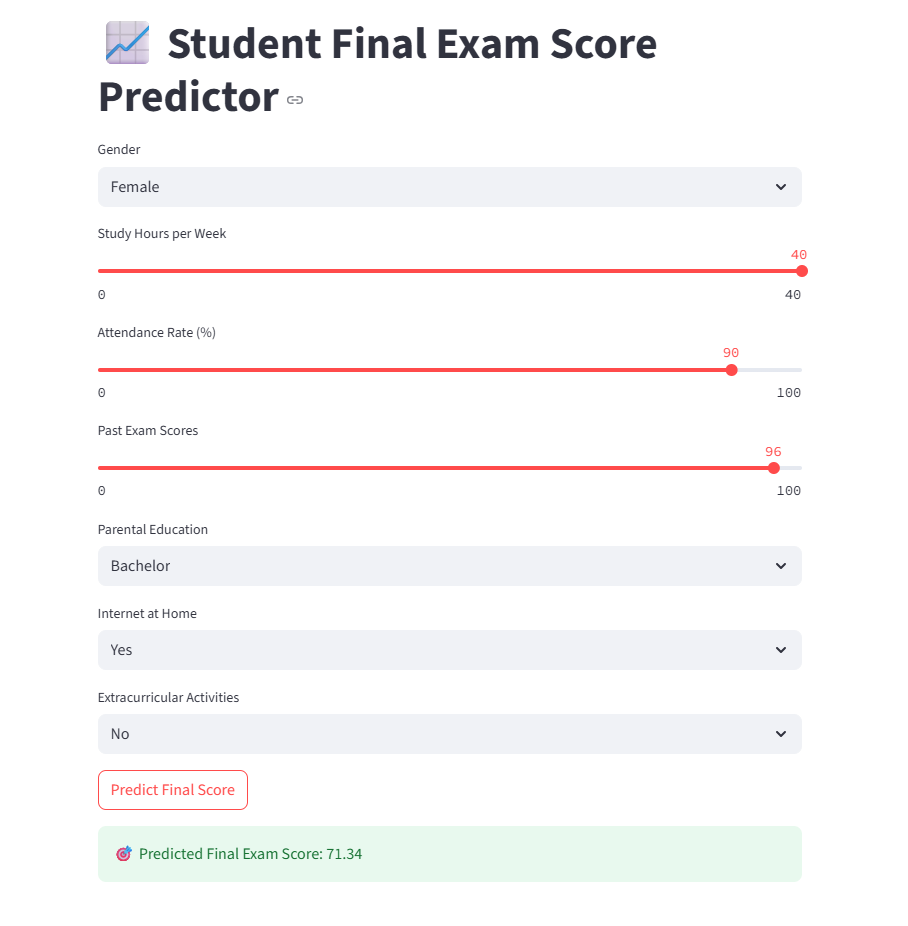 Student Final Exam Score
Predictor
Gender
Female
Study Hours per Week
40
0 40
Attendance Rate (%)
90
0 100
Past Exam Scores
96
0 100
Parental Education
Bachelor
Internet at Home
Yes
Extracurricular Activities
No
Predict Final Score
Predicted Final Exam Score: 71.34